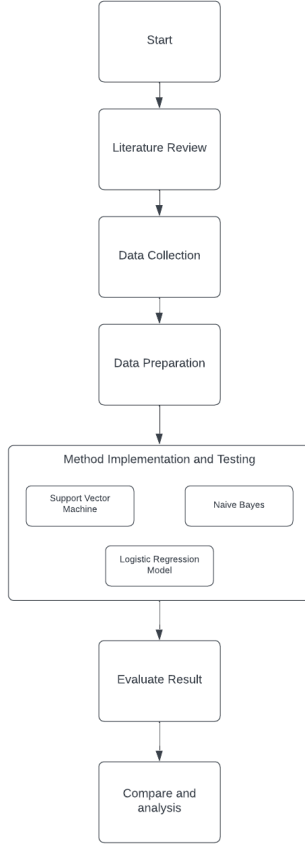 Start
Literature Review
Data Collection
Data Preparation
Method Implementation and Testing
Support Vector
Machine
Naive Bayes
Logistic Regression
Model
Evaluate Result
Compare and
analysis